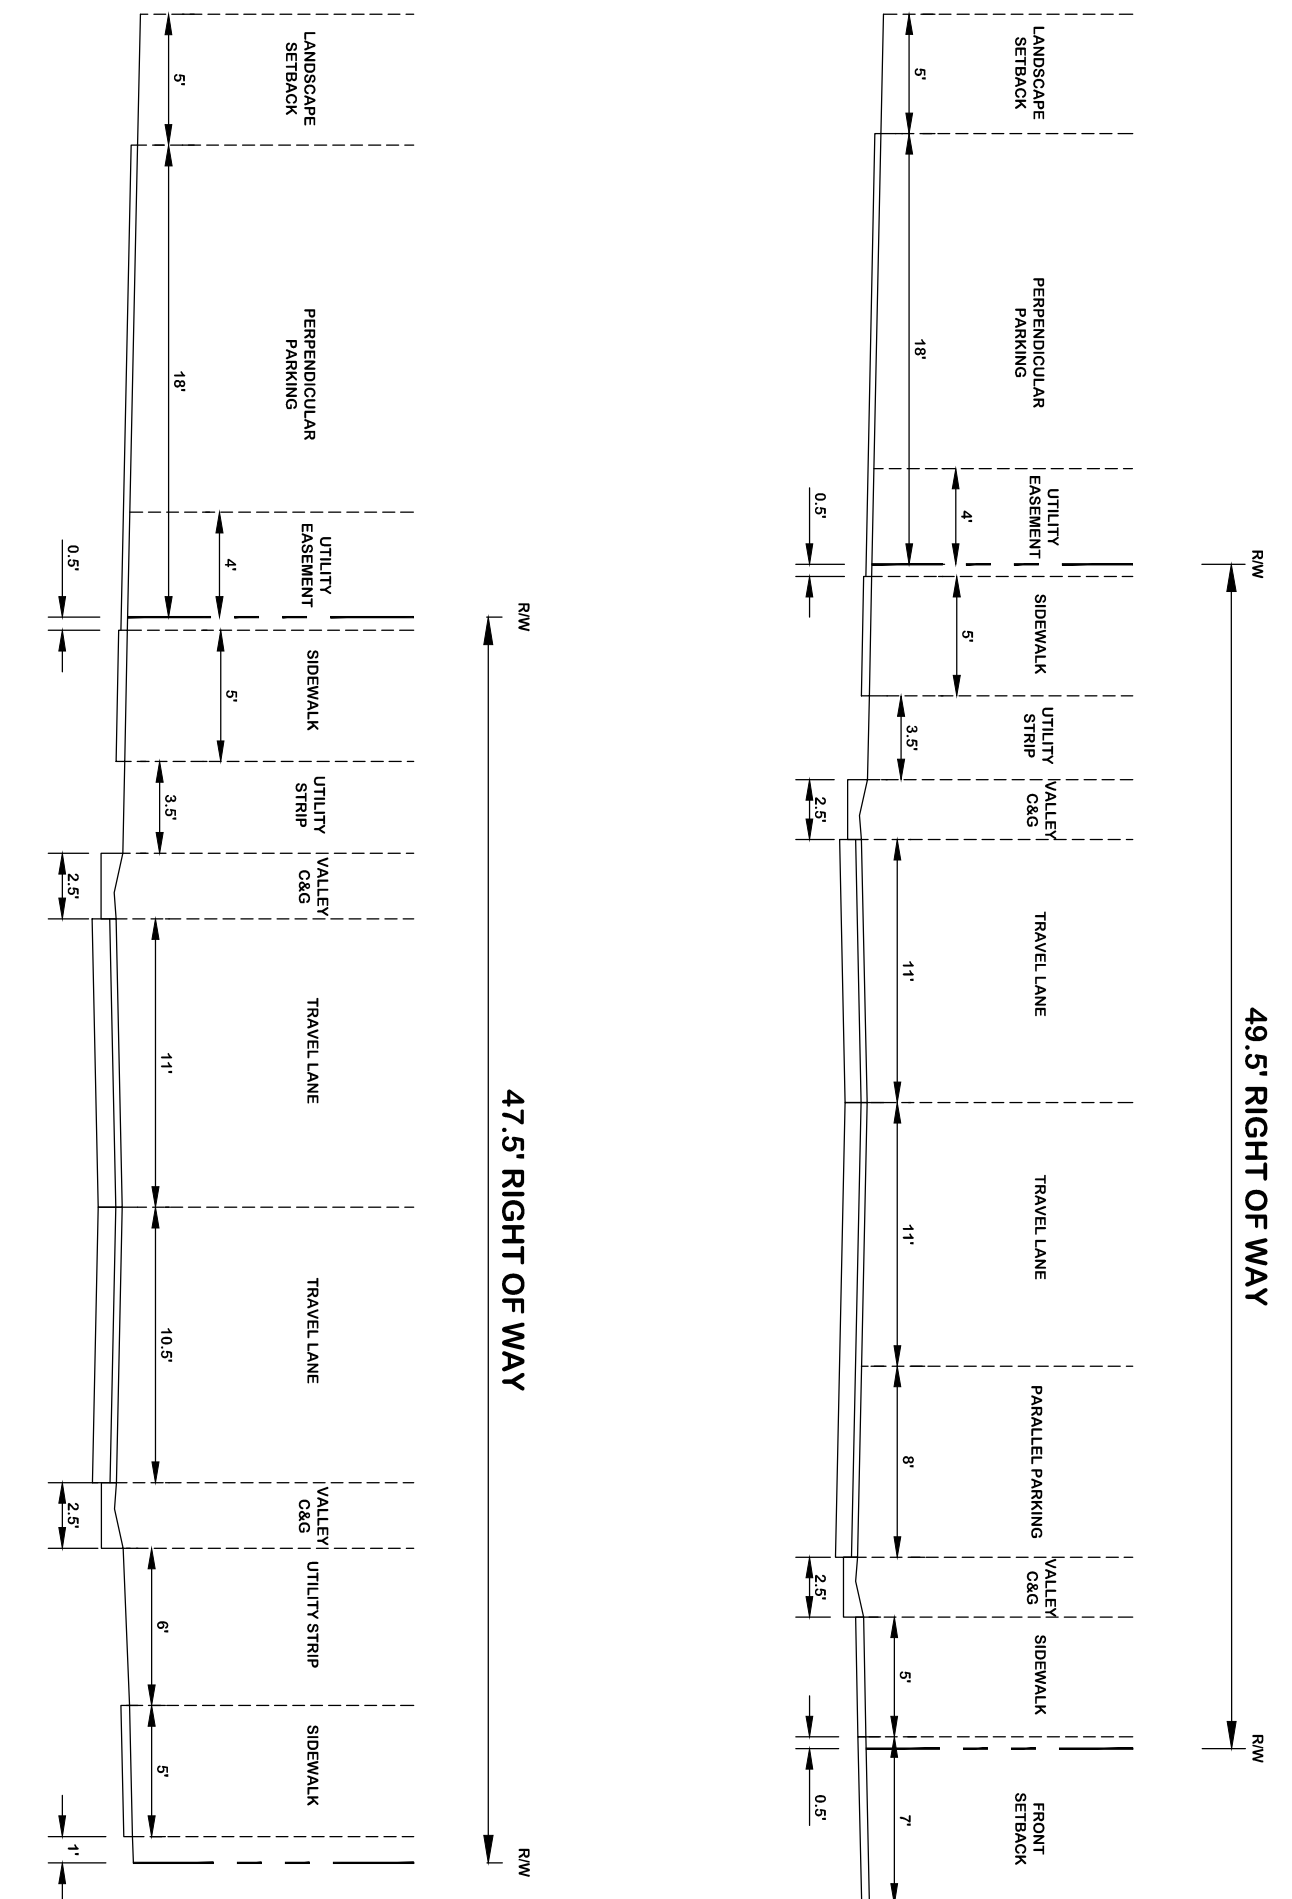 49.5' RIGHT OF WAY
R/W
R/W
LANDSCAPE
SETBACK
PERPENDICULAR
PARKING
UTILITY
EASEMENT
SIDEWALK
UTILITY
STRIP
VALLEY
C&G
TRAVEL LANE
TRAVEL LANE
PARALLEL PARKING
VALLEY
C&G
SIDEWALK
FRONT
SETBACK
5'
18'
4'
0.5'
5'
3.5'
2.5'
11'
11'
8'
2.5'
5'
0.5'
7'
47.5' RIGHT OF WAY
R/W
R/W
LANDSCAPE
SETBACK
PERPENDICULAR
PARKING
UTILITY
EASEMENT
SIDEWALK
UTILITY
STRIP
VALLEY
C&G
TRAVEL LANE
TRAVEL LANE
VALLEY
C&G
UTILITY STRIP
SIDEWALK
5'
18'
4'
0.5'
5'
3.5'
2.5'
11'
10.5'
2.5'
6'
5'
1'